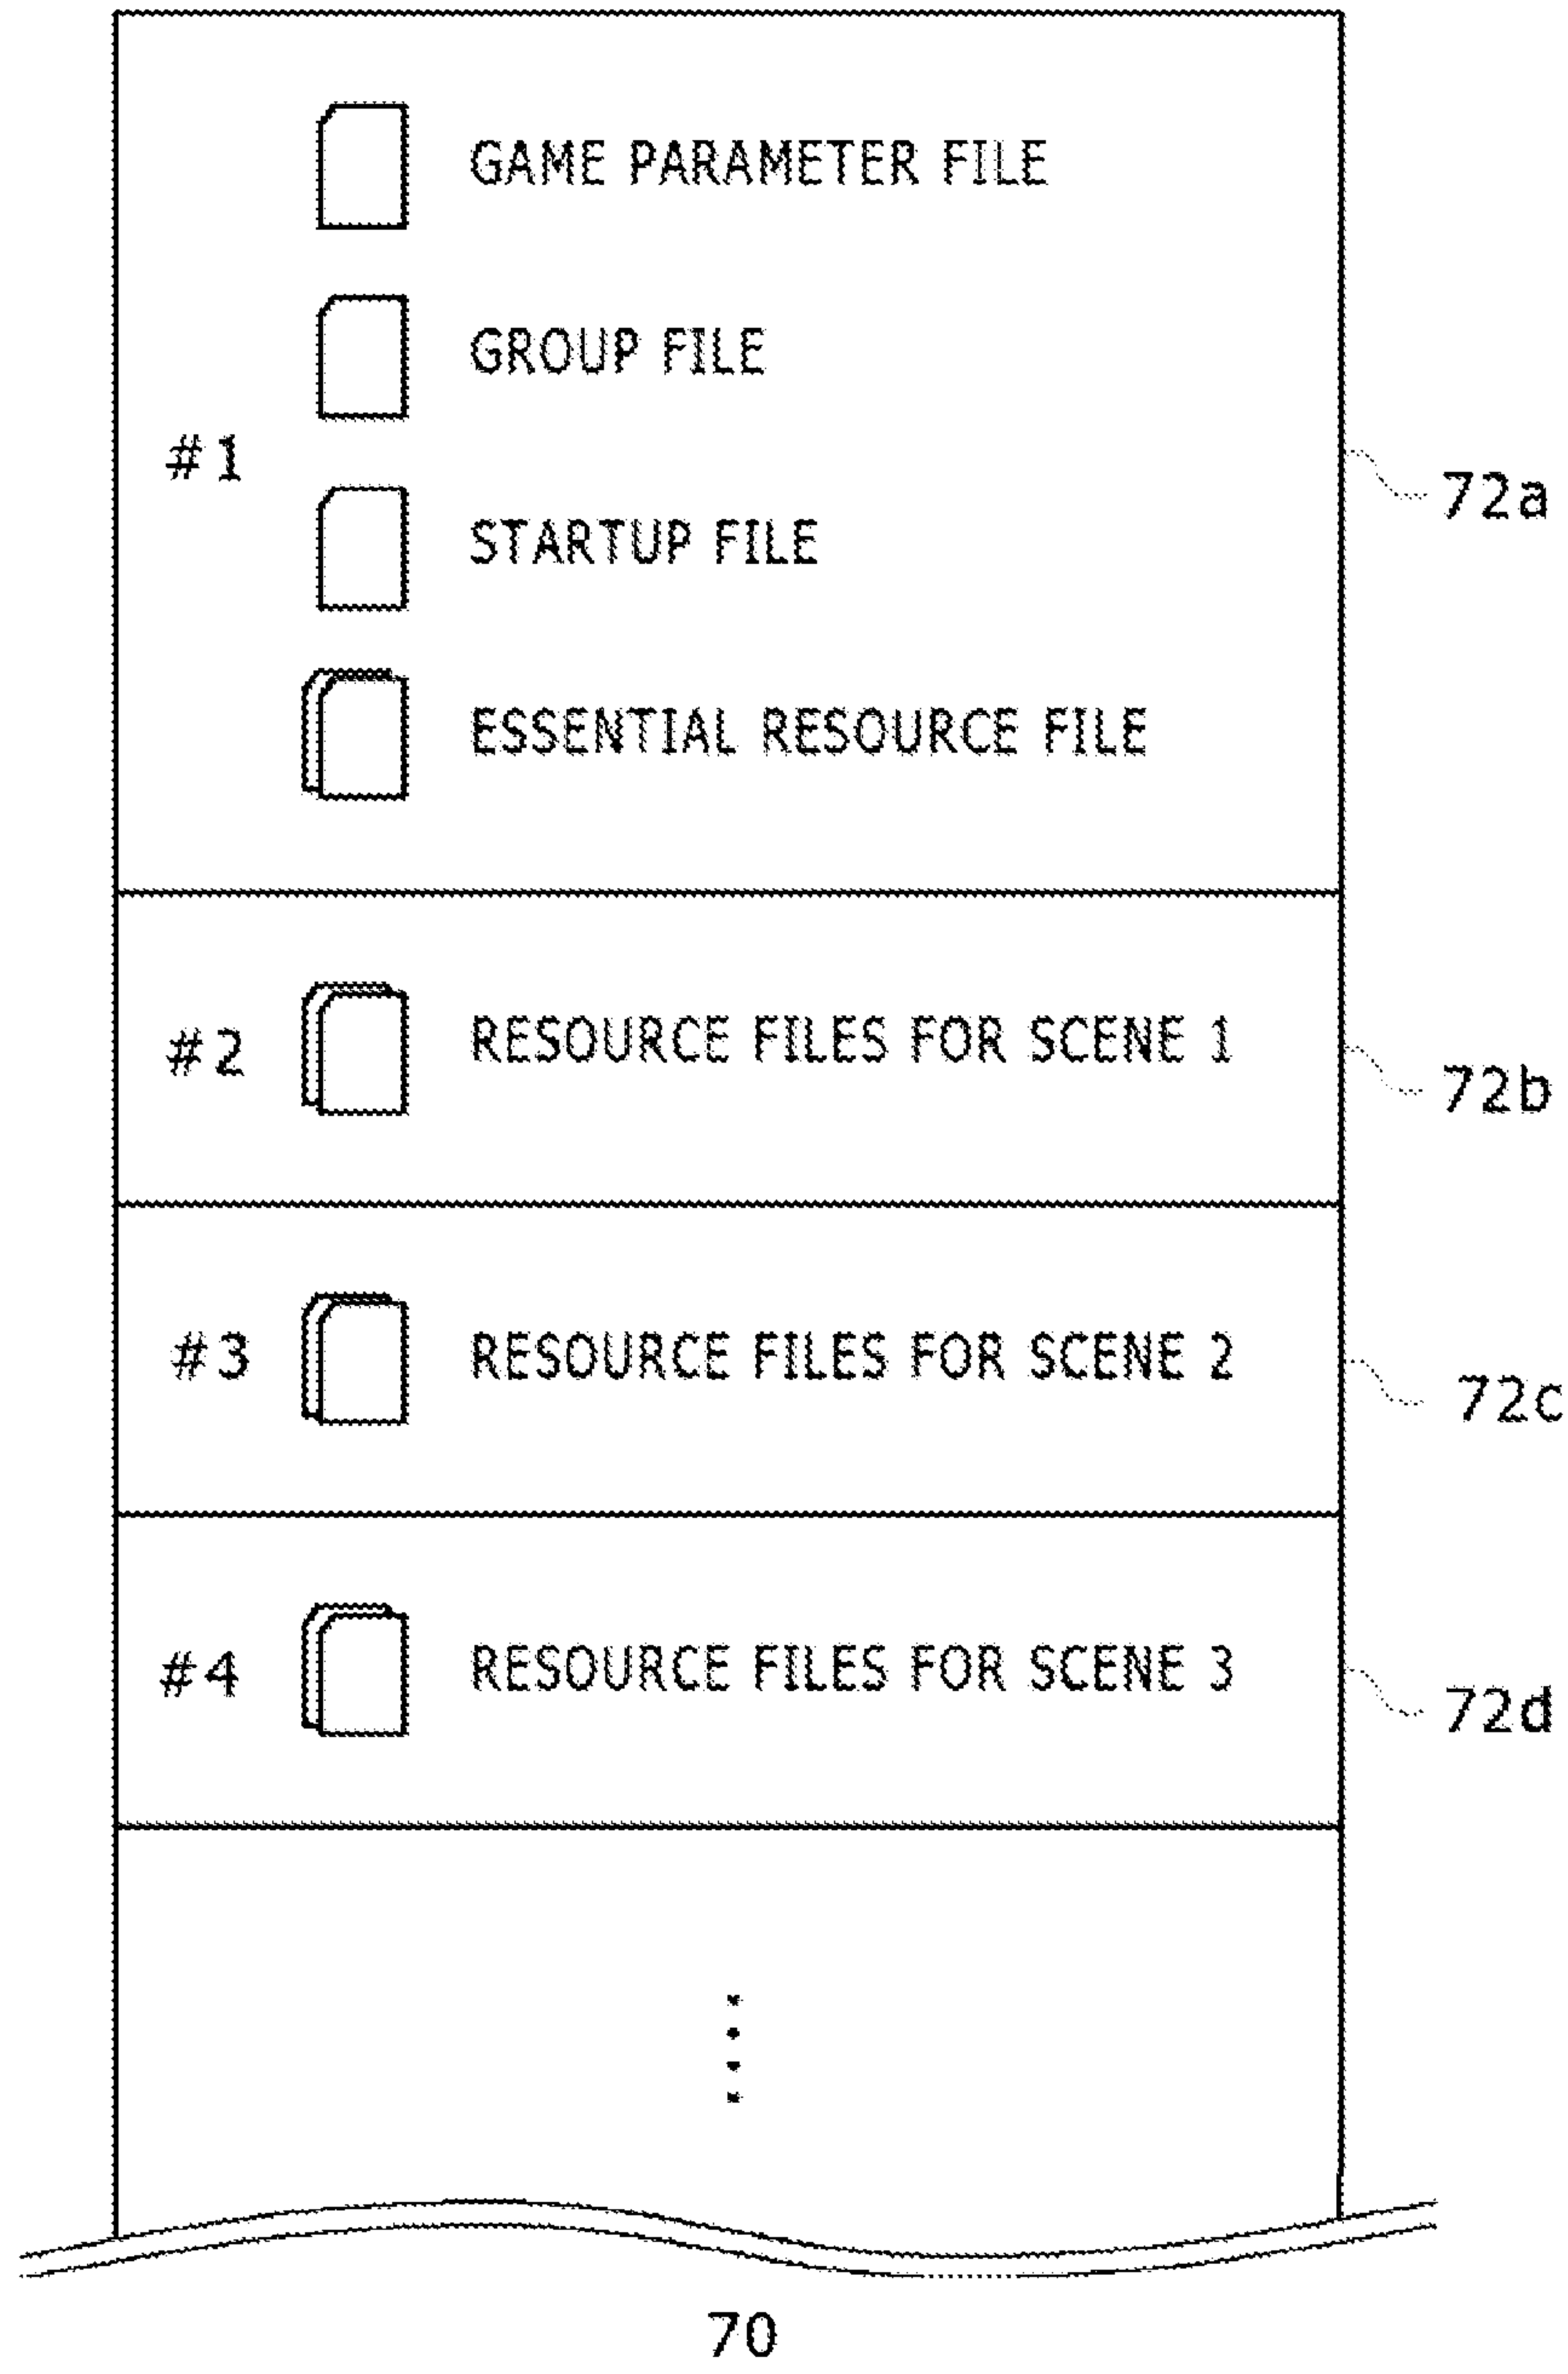 GAME PARAMETER FILE
GROUP FILE
#1
72a
STARTUP FILE
ESSENTIAL RESOURCE FILE
#2 RESOURCE FILES FOR SCENE 1
72b
#3 RESOURCE FILES FOR SCENE 2
72c
#4 RESOURCE FILES FOR SCENE 3
72d
70